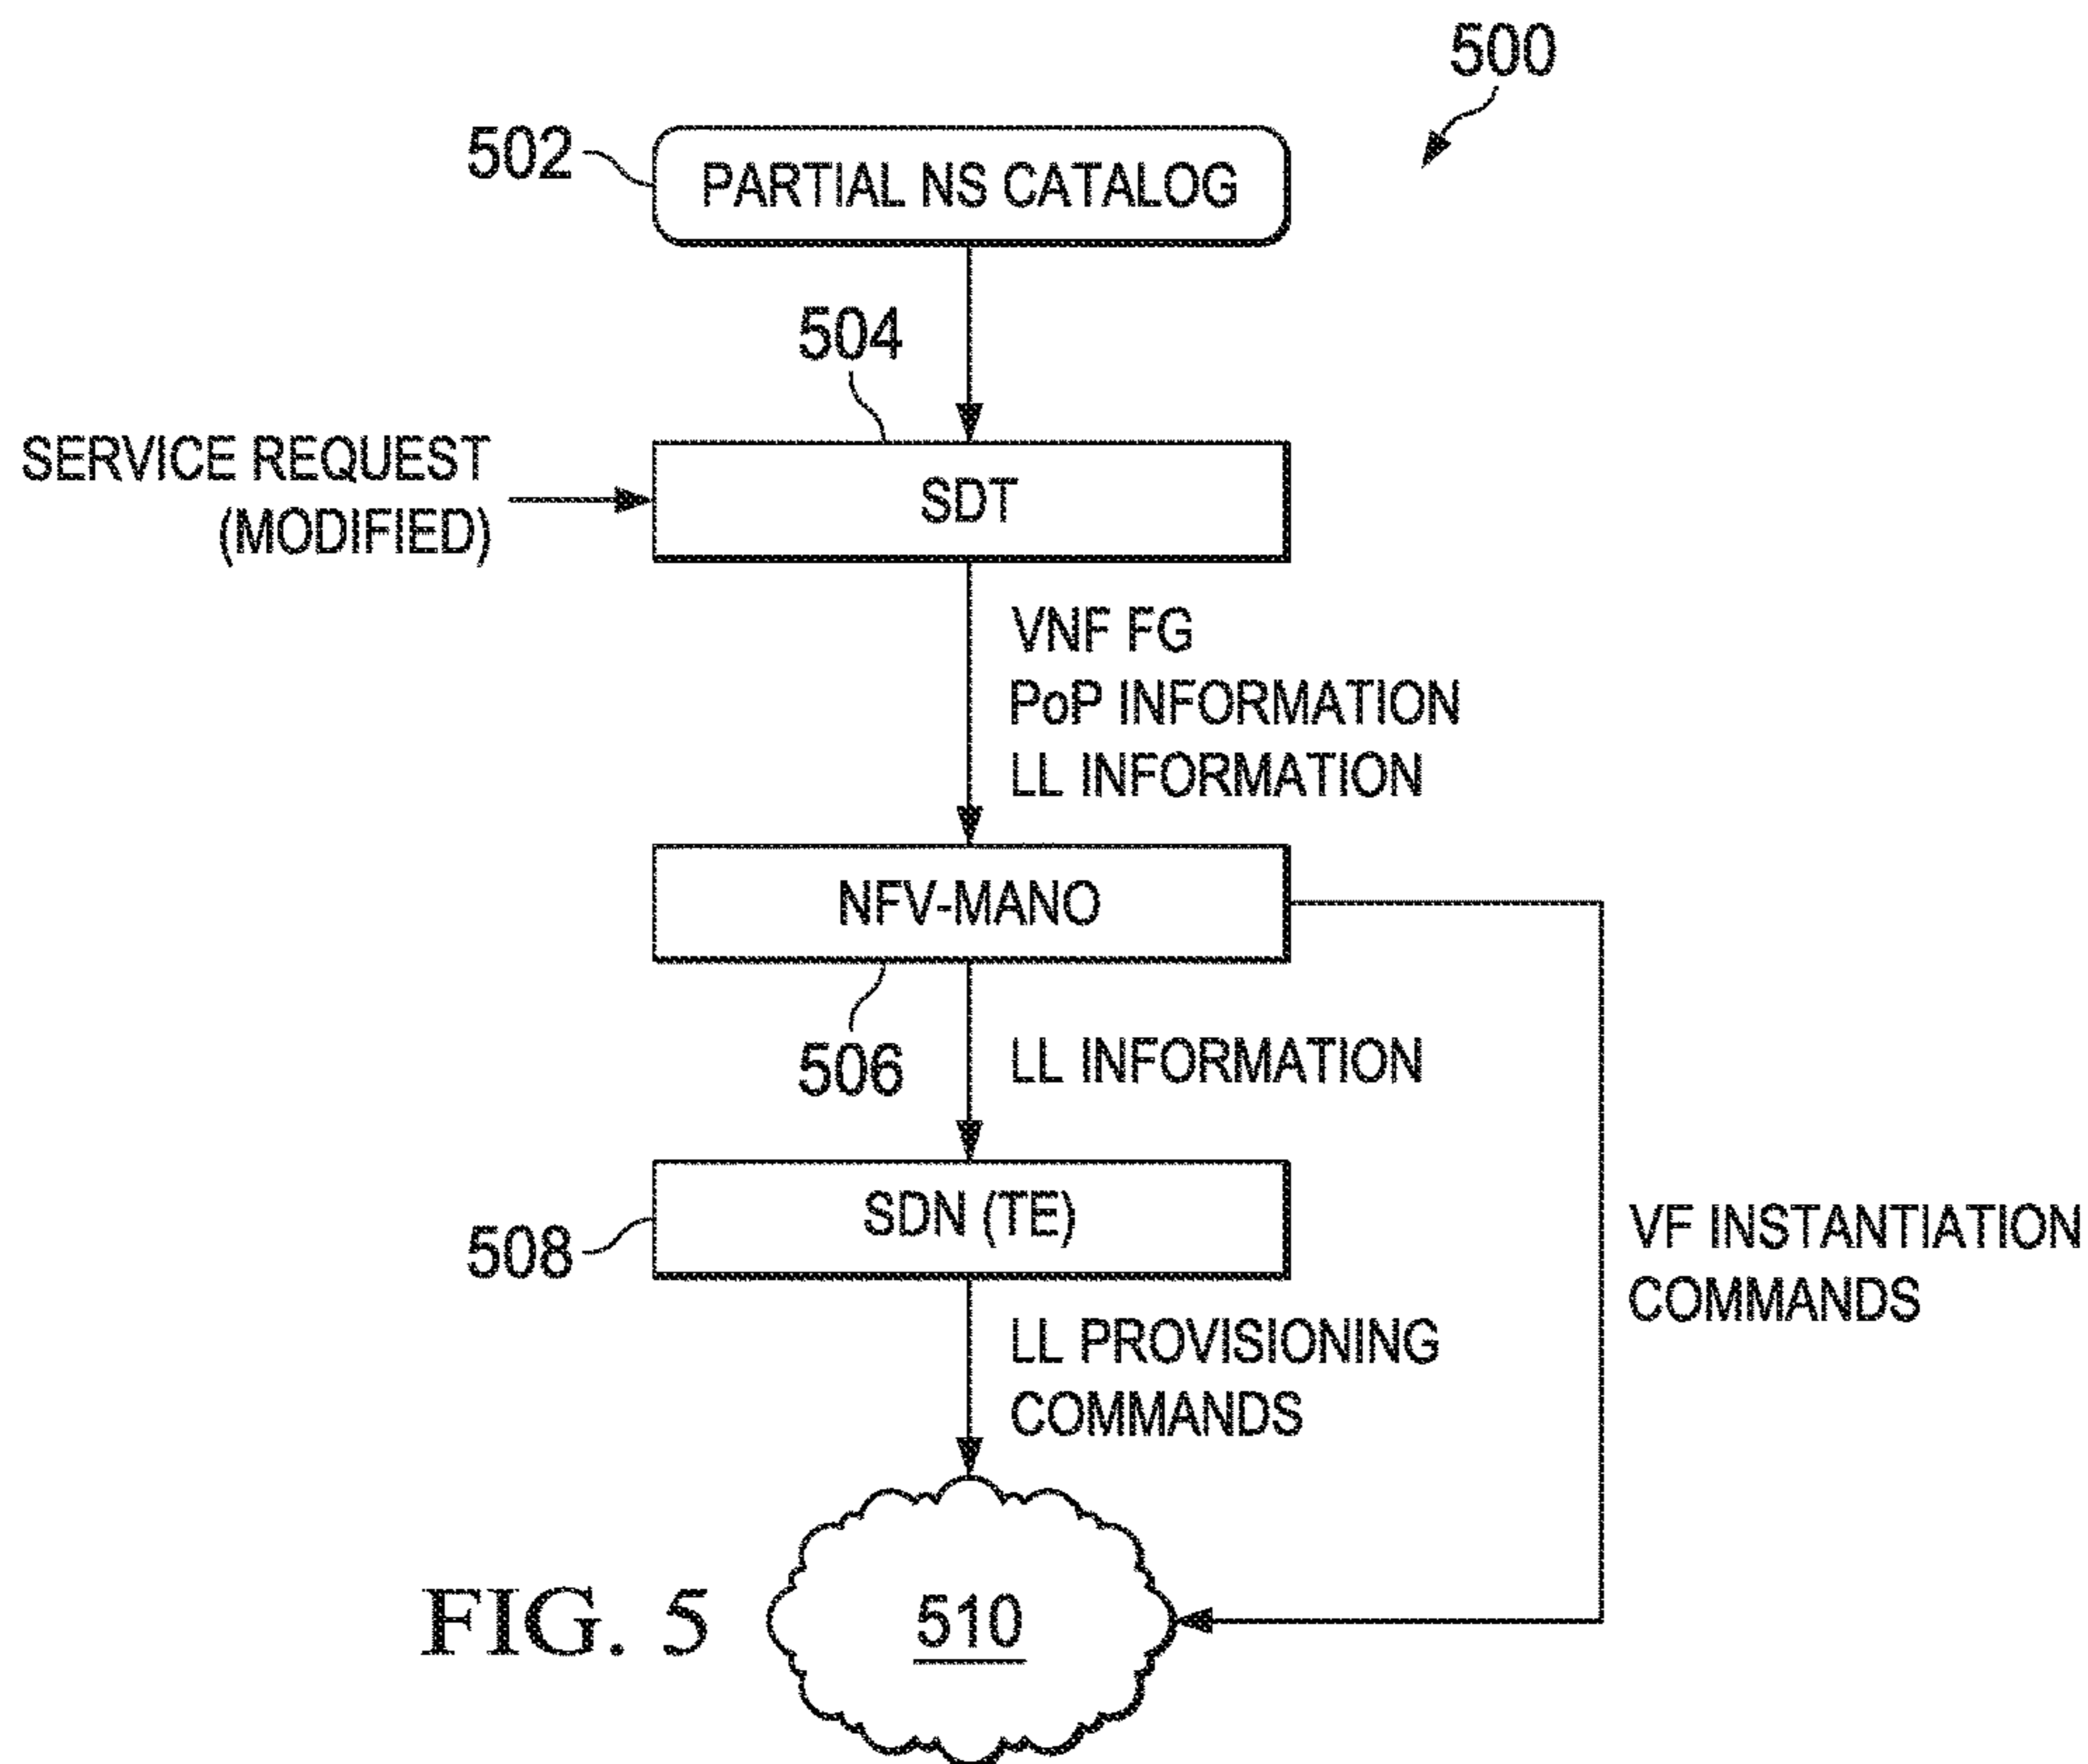 500
502
PARTIAL NS CATALOG
504
SERVICE REQUEST
(MODIFIED)
SDT
VNF FG
PoP INFORMATION
LL INFORMATION
NFV-MANO
506
LL INFORMATION
SDN (TE)
508
VF INSTANTIATION
COMMANDS
LL PROVISIONING
COMMANDS
510
FIG. 5